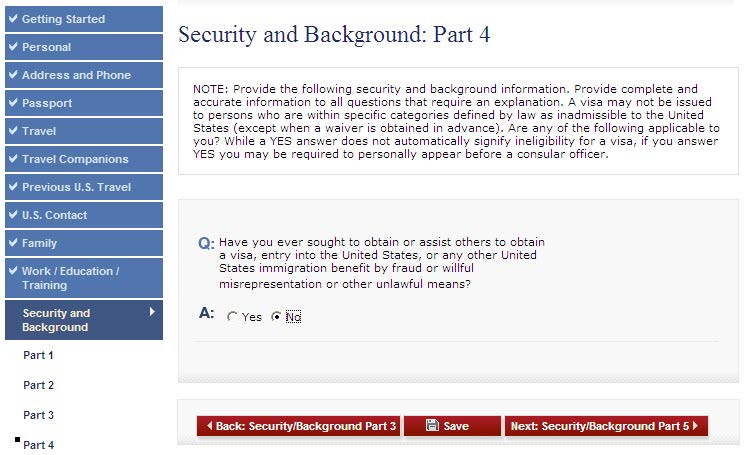 Getting Started
Personal
Address and Phone
Passport
Travel
Travel Companions
Previous U.S. Travel
U.S. Contact
Family
Work / Education /
Training
Security and
Background
Part 1
Part 2
Part 3
Part 4
Security and Background: Part 4
NOTE: Provide the following security and background information. Provide complete and
accurate information to all questions that require an explanation. A visa may not be issued
to persons who are within specific categories defined by law as inadmissible to the United
States (except when a waiver is obtained in advance). Are any of the following applicable to
you? While a YES answer does not automatically signify ineligibility for a visa, if you answer
YES you may be required to personally appear before a consular officer.
Q: Have you ever sought to obtain or assist others to obtain
a visa, entry into the United States, or any other United
States immigration benefit by fraud or willful
misrepresentation or other unlawful means?
A: Yes No
Back: Security/Background Part 3 Save Next: Security/Background Part 5